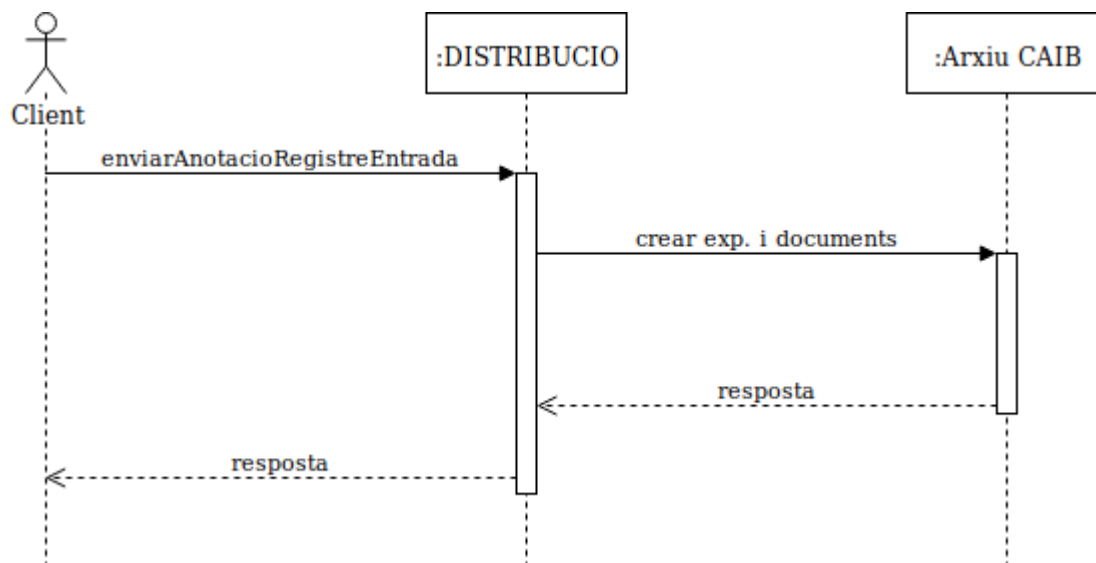 :DISTRIBUCIO
:Arxiu CAIB
Client
enviarAnotacioRegistreEntrada
crear exp. i documents
resposta
resposta